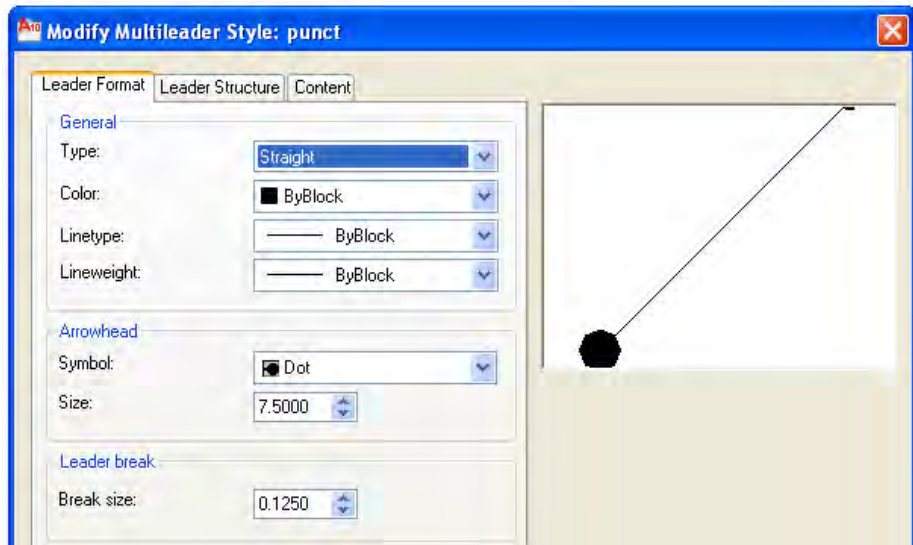 A10 Modify Multileader Style: punct
Leader Format Leader Structure Content
General
Type: Straight
Color: ByBlock
Linetype: ByBlock
Lineweight: ByBlock
Arrowhead
Symbol: Dot
Size: 7.5000
Leader break
Break size: 0.1250